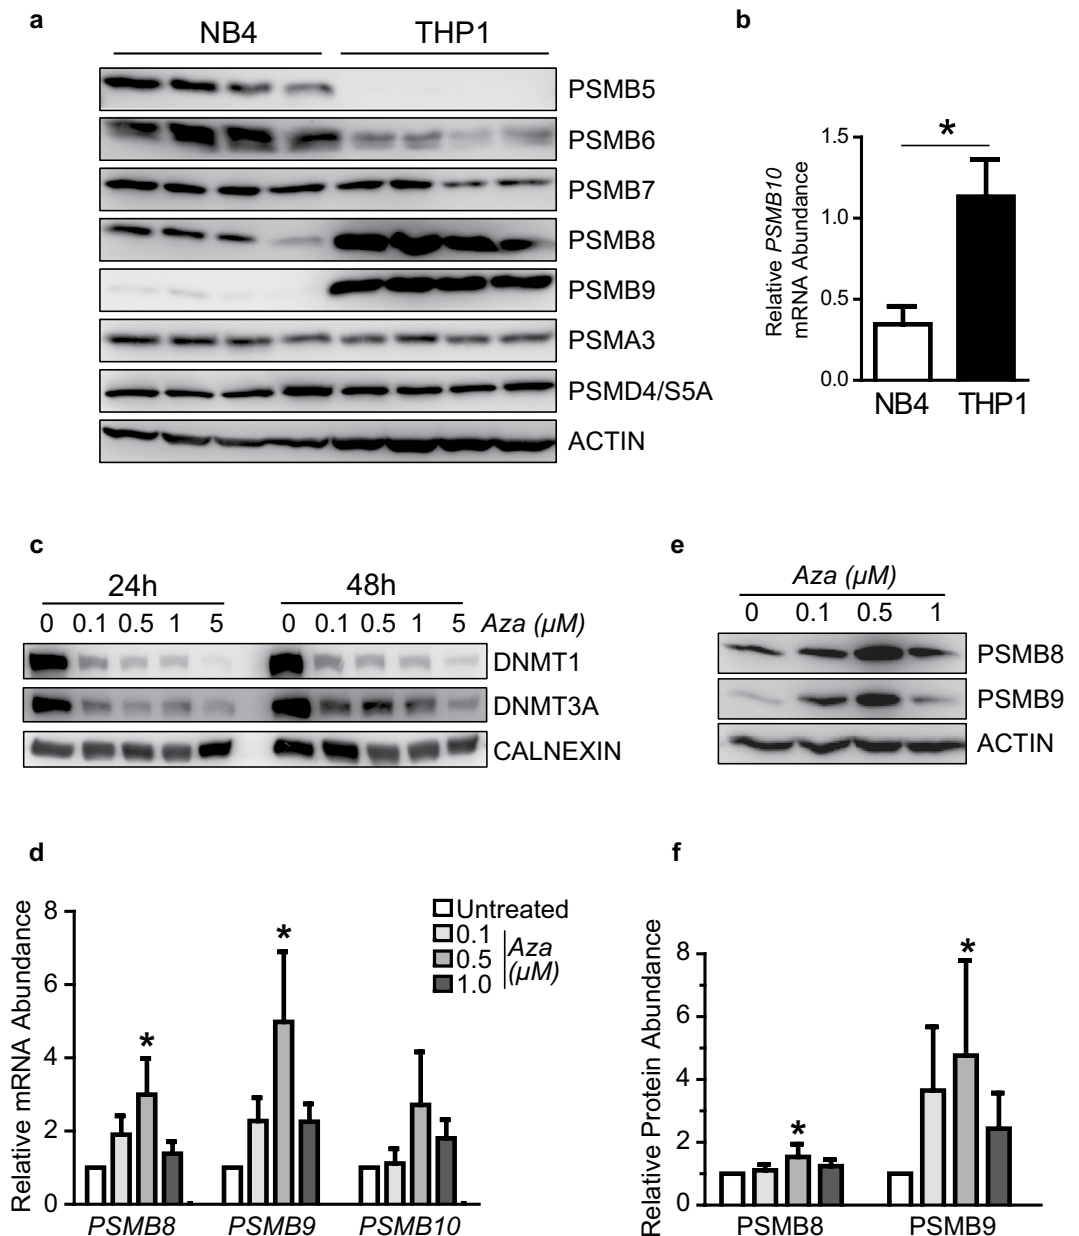 a
NB4 THP1
PSMB5
PSMB6
PSMB7
PSMB8
PSMB9
PSMA3
PSMD4/S5A
ACTIN
b
Relative PSMB10
mRNA Abundance
1.5
1.0
0.5
0.0
*
NB4 THP1
c
24h 48h
0 0.1 0.5 1 5 0 0.1 0.5 1 5 Aza (µM)
DNMT1
DNMT3A
CALNEXIN
e
Aza (µM)
0 0.1 0.5 1
PSMB8
PSMB9
ACTIN
d
Relative mRNA Abundance
8
6
4
2
0
* *
PSMB8 PSMB9 PSMB10
Untreated
0.1
0.5
1.0
Aza
(µM)
f
Relative Protein Abundance
8
6
4
2
0
* *
PSMB8 PSMB9